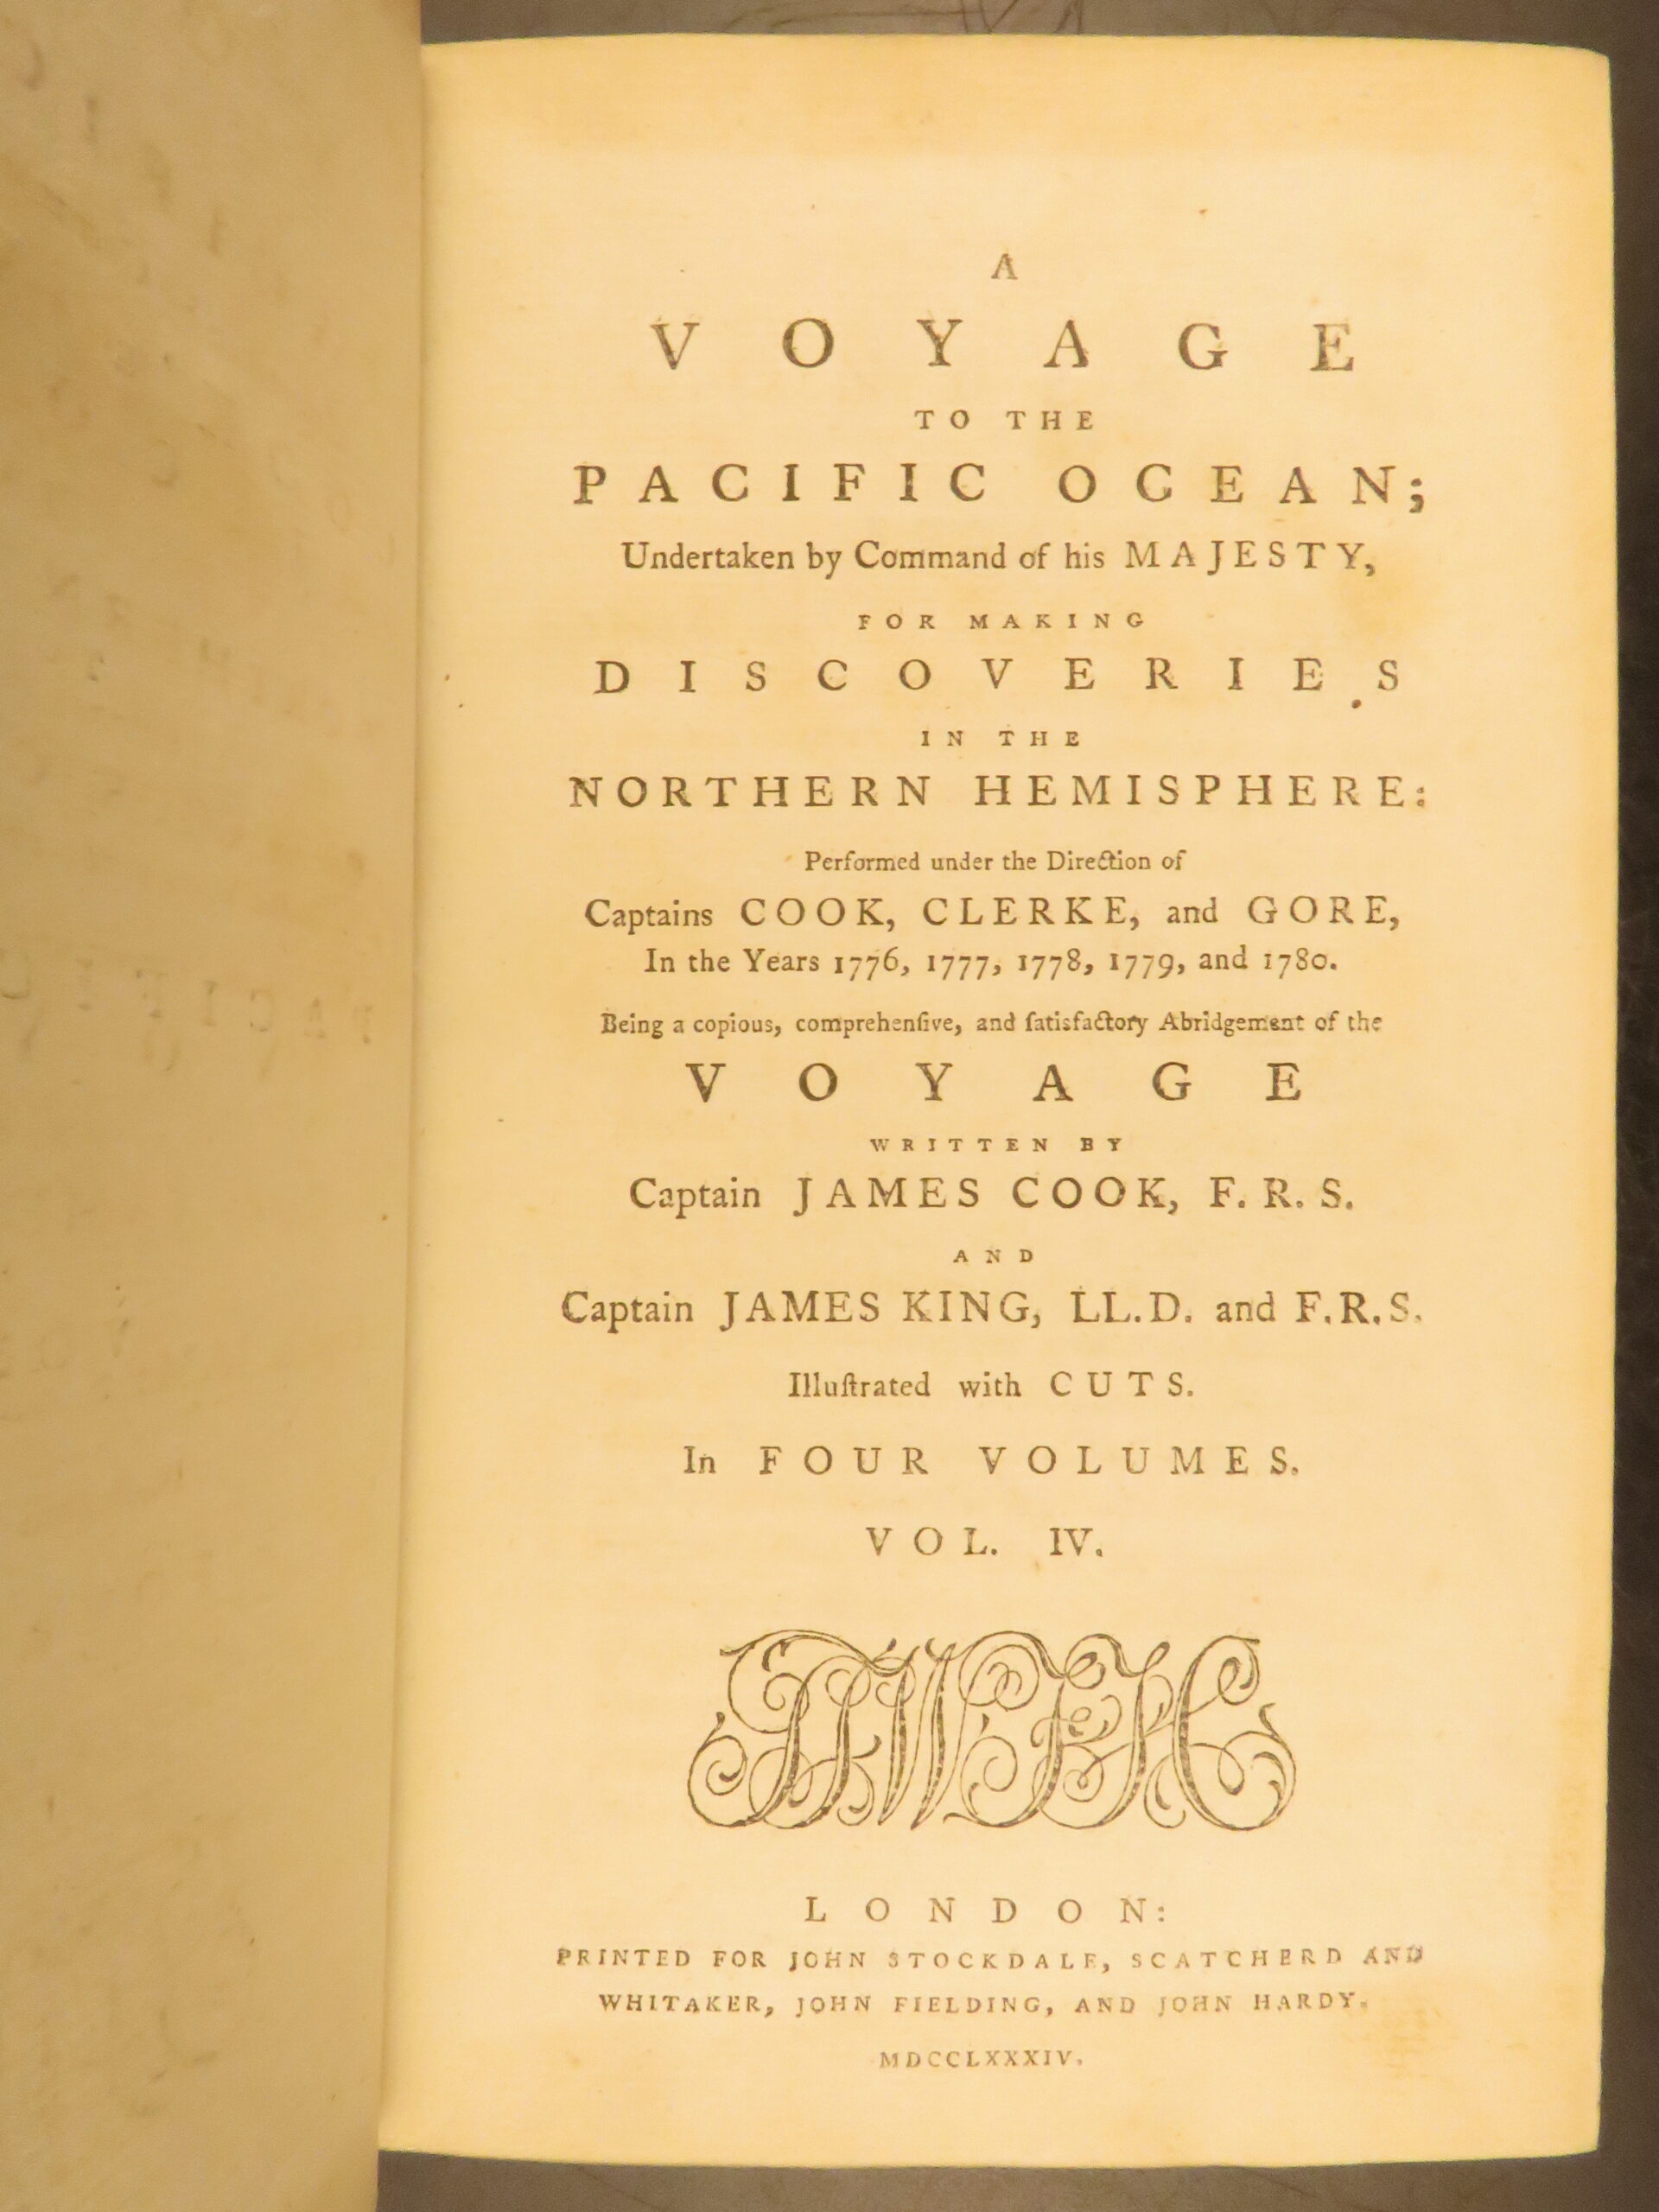 A
VOYAGE
TO THE
PACIFIC OCEAN;
Undertaken by Command of his MAJESTY,
FOR MAKING
DISCOVERIES
IN THE
NORTHERN HEMISPHERE:
Performed under the Direction of
Captains COOK, CLERKE, and GORE,
In the Years 1776, 1777, 1778, 1779, and 1780.
Being a copious, comprehenſive, and ſatisfactory Abridgement of the
VOYAGE
WRITTEN BY
Captain JAMES COOK, F. R. S.
AND
Captain JAMES KING, LL.D. and F.R.S.
Illuſtrated with CUTS.
In FOUR VOLUMES.
VOL. IV.
LONDON:
PRINTED FOR JOHN STOCKDALE, SCATCHERD AND
WHITAKER, JOHN FIELDING, AND JOHN HARDY.
MDCCLXXXIV.